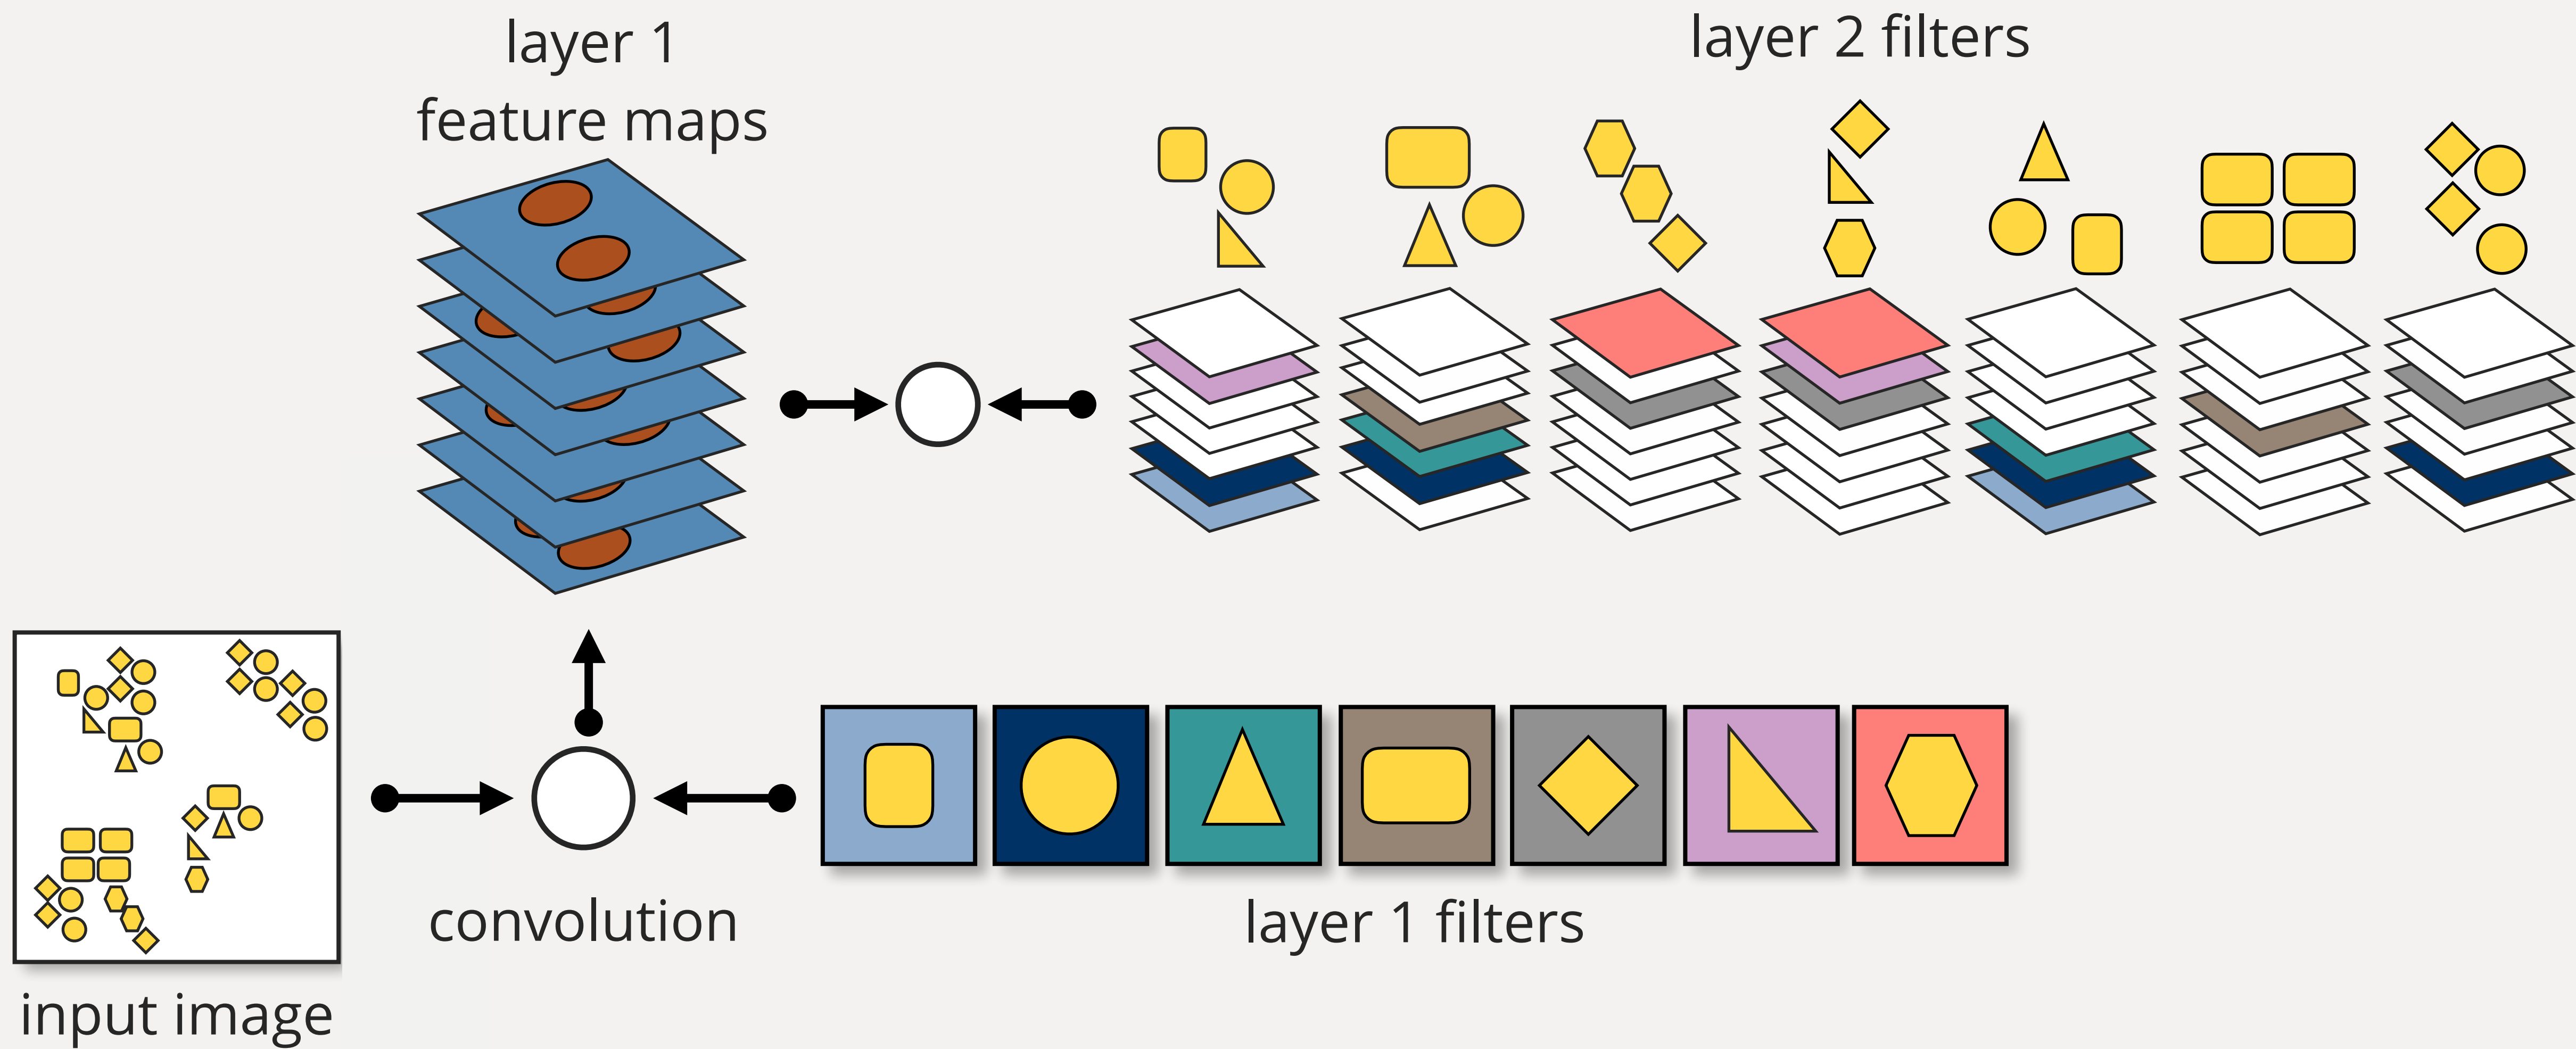 layer 1
feature maps
layer 2 filters
convolution
layer 1 filters
input image